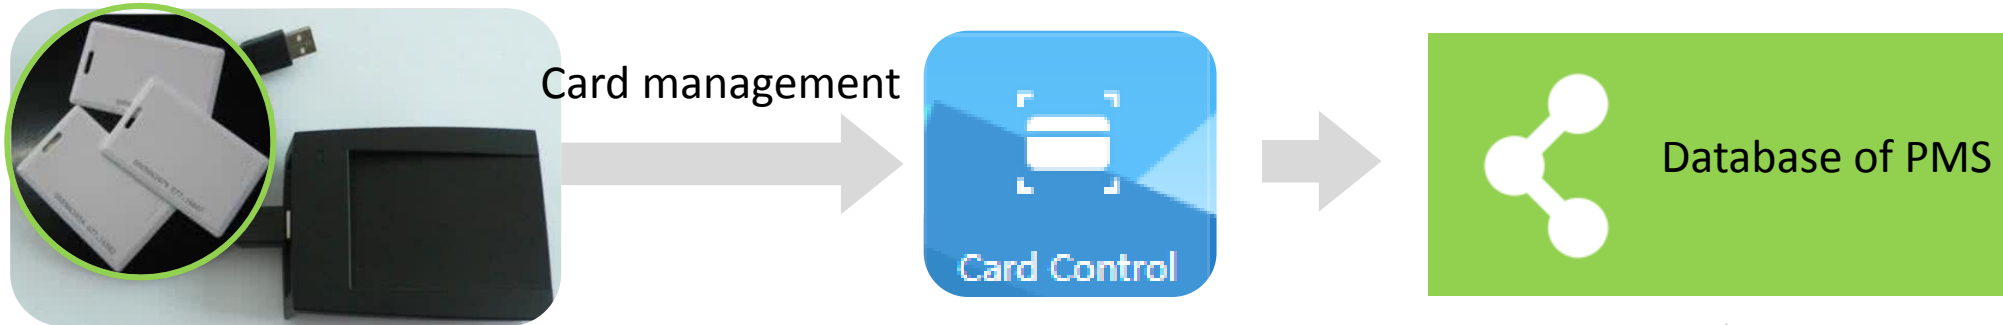 Card management
Card Control
Database of PMS